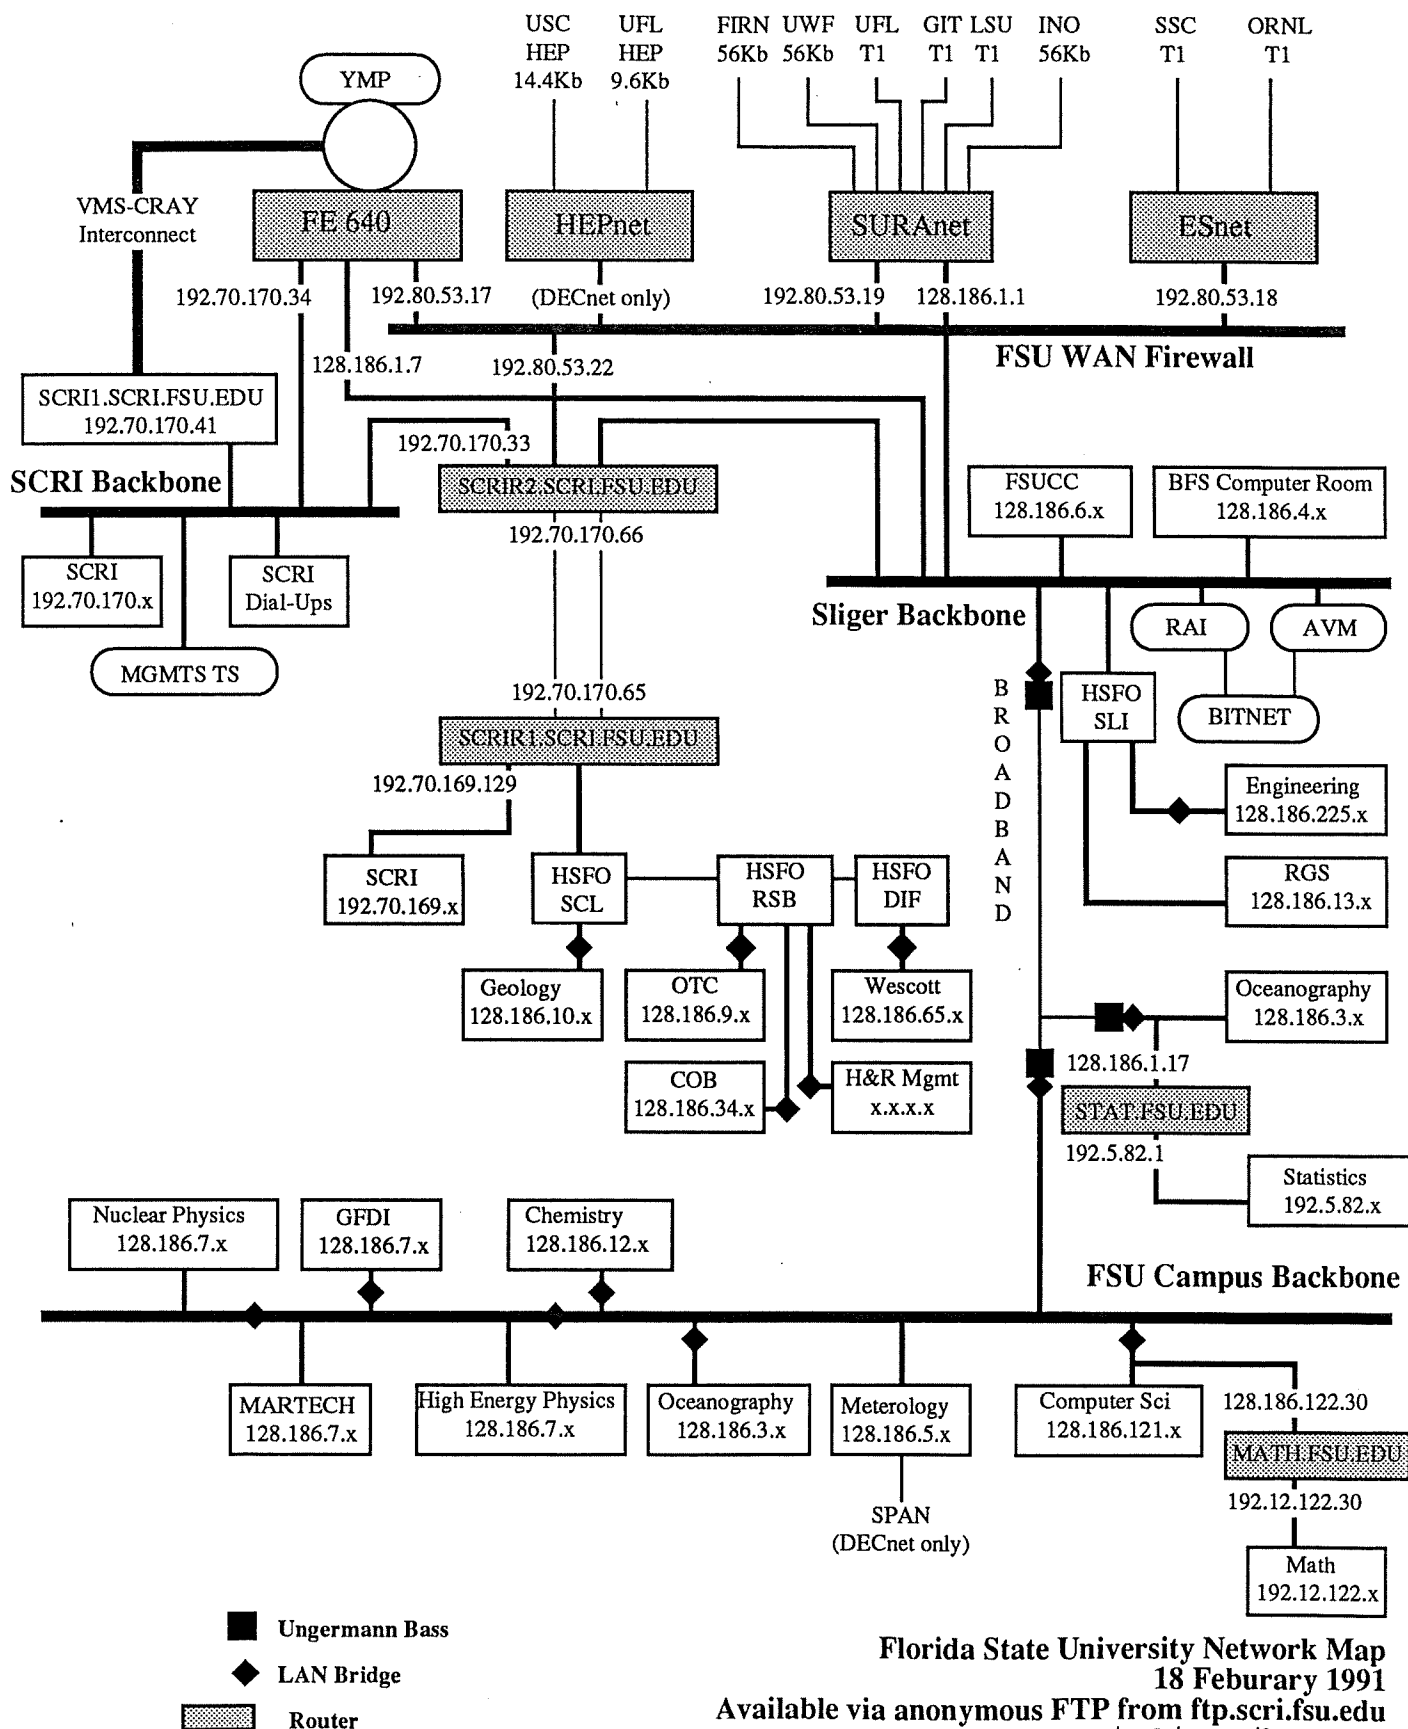 USC
HEP
14.4Kb
UFL
HEP
9.6Kb
FIRN
56Kb
UWF
56Kb
UFL
T1
GIT
T1
LSU
T1
INO
56Kb
SSC
T1
ORNL
T1
YMP
VMS-CRAY
Interconnect
FE 640
HEPnet
SURAnet
ESnet
192.70.170.34
192.80.53.17
(DECnet only)
192.80.53.19
128.186.1.1
192.80.53.18
FSU WAN Firewall
128.186.1.7
192.80.53.22
SCRI1.SCRI.FSU.EDU
192.70.170.41
192.70.170.33
SCRI Backbone
SCRIR2.SCRI.FSU.EDU
192.70.170.66
FSUCC
128.186.6.x
BFS Computer Room
128.186.4.x
SCRI
192.70.170.x
SCRI
Dial-Ups
MGMTS TS
Sliger Backbone
RAI
AVM
BITNET
HSFO
SLI
BROADBAND
192.70.170.65
SCRIR1.SCRI.FSU.EDU
192.70.169.129
Engineering
128.186.225.x
RGS
128.186.13.x
SCRI
192.70.169.x
HSFO
SCL
HSFO
RSB
HSFO
DIF
Geology
128.186.10.x
OTC
128.186.9.x
Wescott
128.186.65.x
Oceanography
128.186.3.x
COB
128.186.34.x
H&R Mgmt
x.x.x.x
128.186.1.17
STAT.FSU.EDU
192.5.82.1
Statistics
192.5.82.x
Nuclear Physics
128.186.7.x
GFDI
128.186.7.x
Chemistry
128.186.12.x
FSU Campus Backbone
MARTECH
128.186.7.x
High Energy Physics
128.186.7.x
Oceanography
128.186.3.x
Meterology
128.186.5.x
Computer Sci
128.186.121.x
128.186.122.30
MATH.FSU.EDU
192.12.122.30
SPAN
(DECnet only)
Math
192.12.122.x
Ungermann Bass
LAN Bridge
Router
Florida State University Network Map
18 Feburary 1991
Available via anonymous FTP from ftp.scri.fsu.edu